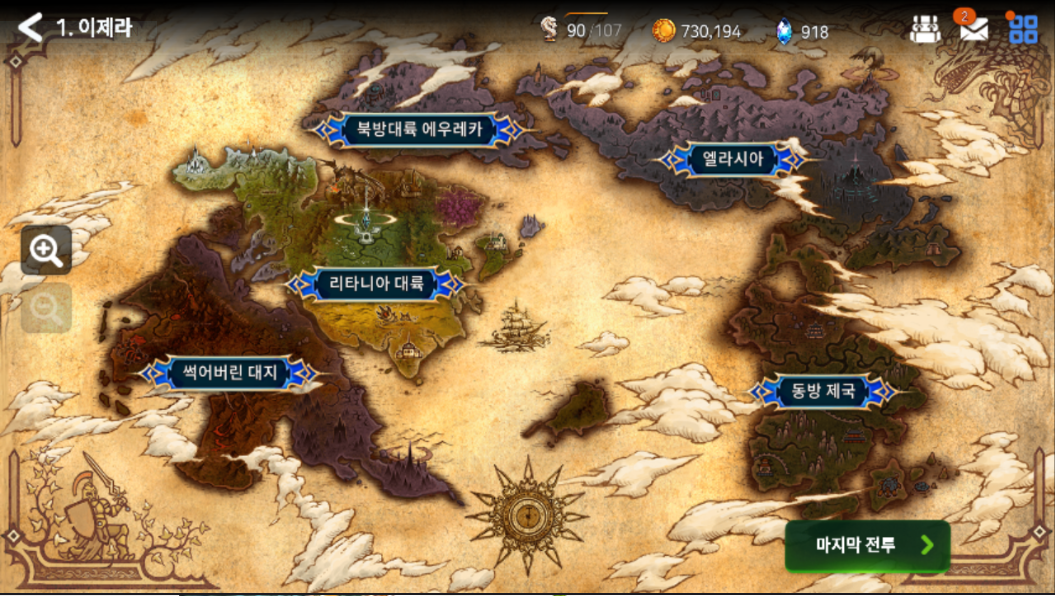 1. 이제라
90/107
730,194
918
2
북방대륙 에우레카
엘라시아
리타니아 대륙
썩어버린 대지
동방 제국
마지막 전투